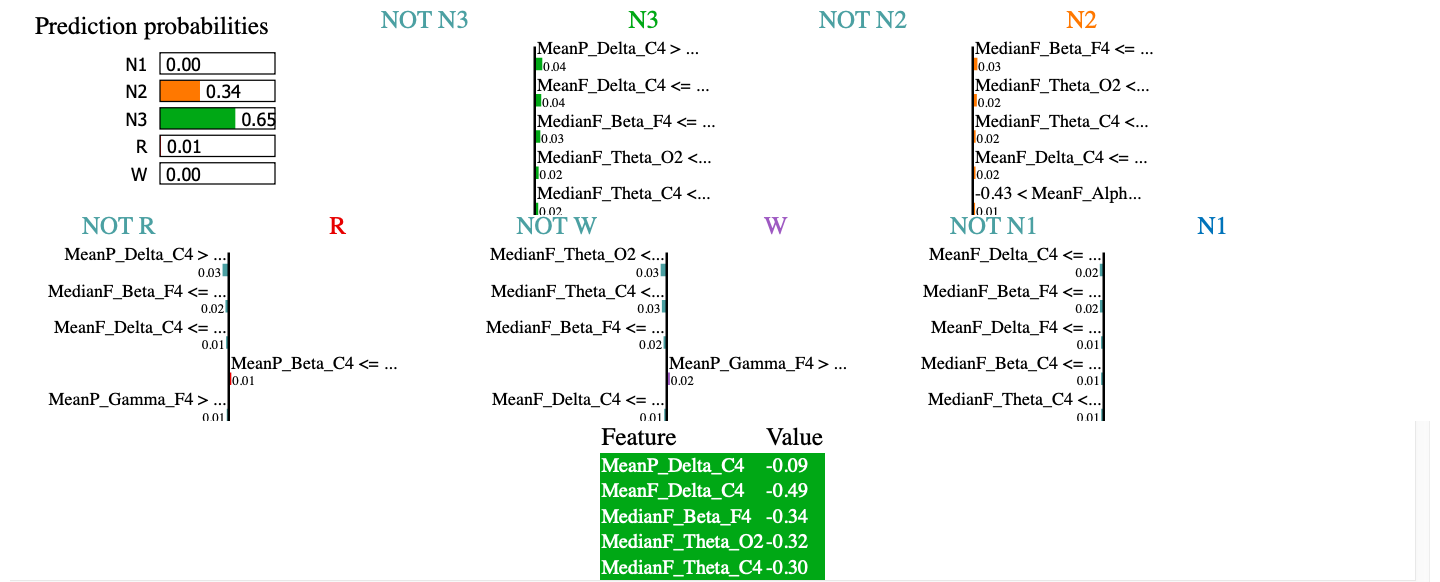 Prediction probabilities
N1 0.00
N2 0.34
N3 0.65
R 0.01
W 0.00
NOT N3 N3
MeanP_Delta_C4 > ...
0.04
MeanF_Delta_C4 <= ...
0.04
MedianF_Beta_F4 <= ...
0.03
MedianF_Theta_O2 <...
0.02
MedianF_Theta_C4 <...
0.02
NOT N2 N2
MedianF_Beta_F4 <= ...
0.03
MedianF_Theta_O2 <...
0.02
MedianF_Theta_C4 <...
0.02
MeanF_Delta_C4 <= ...
0.02
-0.43 < MeanF_Alph...
0.01
NOT R R
MeanP_Delta_C4 > ...
0.03
MedianF_Beta_F4 <= ...
0.02
MeanF_Delta_C4 <= ...
0.01
MeanP_Beta_C4 <= ...
0.01
MeanP_Gamma_F4 > ...
0.01
NOT W W
MedianF_Theta_O2 <...
0.03
MedianF_Theta_C4 <...
0.03
MedianF_Beta_F4 <= ...
0.02
MeanP_Gamma_F4 > ...
0.02
MeanF_Delta_C4 <= ...
0.01
NOT N1 N1
MeanF_Delta_C4 <= ...
0.02
MedianF_Beta_F4 <= ...
0.02
MeanF_Delta_F4 <= ...
0.01
MedianF_Beta_C4 <= ...
0.01
MedianF_Theta_C4 <...
0.01
Feature Value
MeanP_Delta_C4 -0.09
MeanF_Delta_C4 -0.49
MedianF_Beta_F4 -0.34
MedianF_Theta_O2 -0.32
MedianF_Theta_C4 -0.30